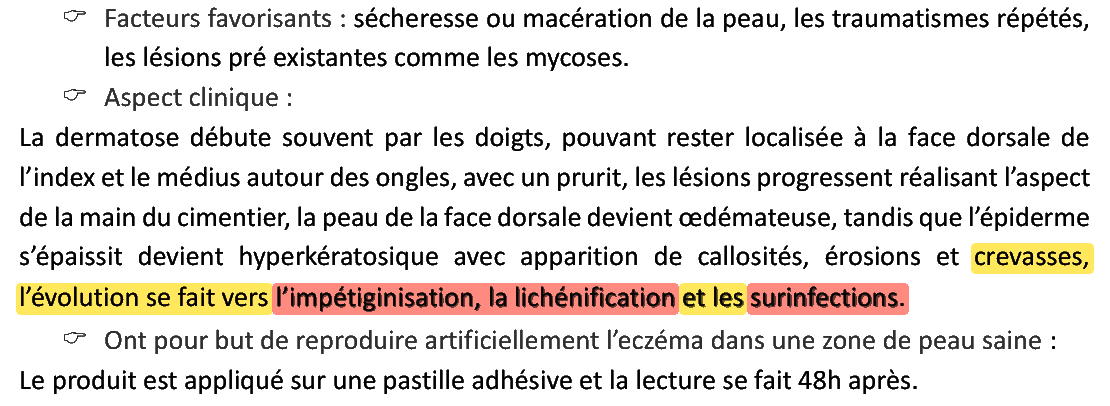 ☞ Facteurs favorisants : sécheresse ou macération de la peau, les traumatismes répétés,
les lésions pré existantes comme les mycoses.
☞ Aspect clinique :
La dermatose débute souvent par les doigts, pouvant rester localisée à la face dorsale de
l’index et le médius autour des ongles, avec un prurit, les lésions progressent réalisant l’aspect
de la main du cimentier, la peau de la face dorsale devient œdémateuse, tandis que l’épiderme
s’épaissit devient hyperkératosique avec apparition de callosités, érosions et crevasses,
l’évolution se fait vers l’impétiginisation, la lichénification et les surinfections.
☞ Ont pour but de reproduire artificiellement l’eczéma dans une zone de peau saine :
Le produit est appliqué sur une pastille adhésive et la lecture se fait 48h après.